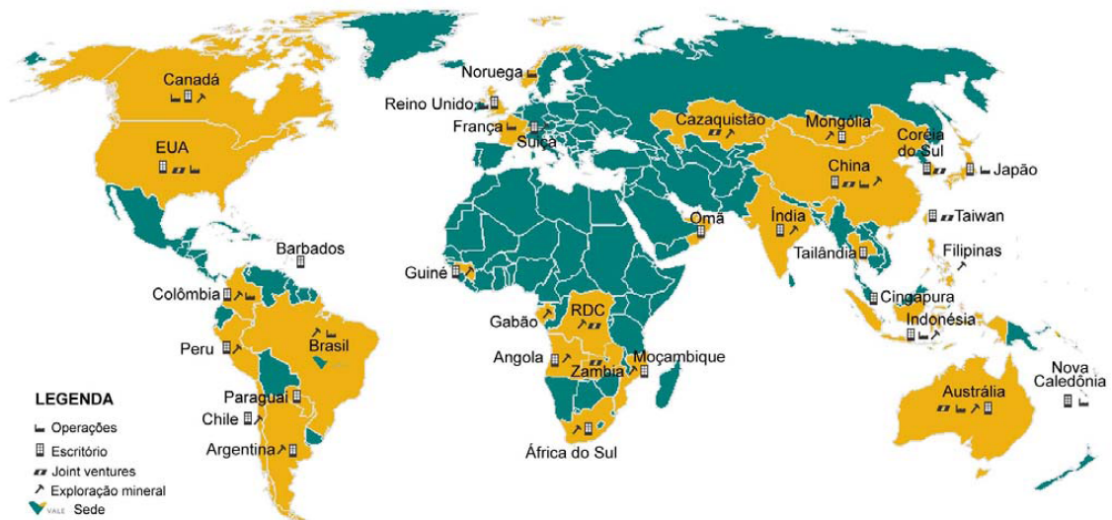 Canadá
EUA
Barbados
Colômbia
Peru
Brasil
Paraguai
Chile
Argentina
Noruega
Reino Unido
França
Suíça
Guiné
Gabão
RDC
Angola
Zambia
Moçambique
África do Sul
Omã
Cazaquistão
Mongólia
Coréia
do Sul
China
Japão
Índia
Taiwan
Tailândia
Filipinas
Cingapura
Indonésia
Austrália
Nova
Caledônia
LEGENDA
Operações
Escritório
Joint ventures
Exploração mineral
VALE Sede